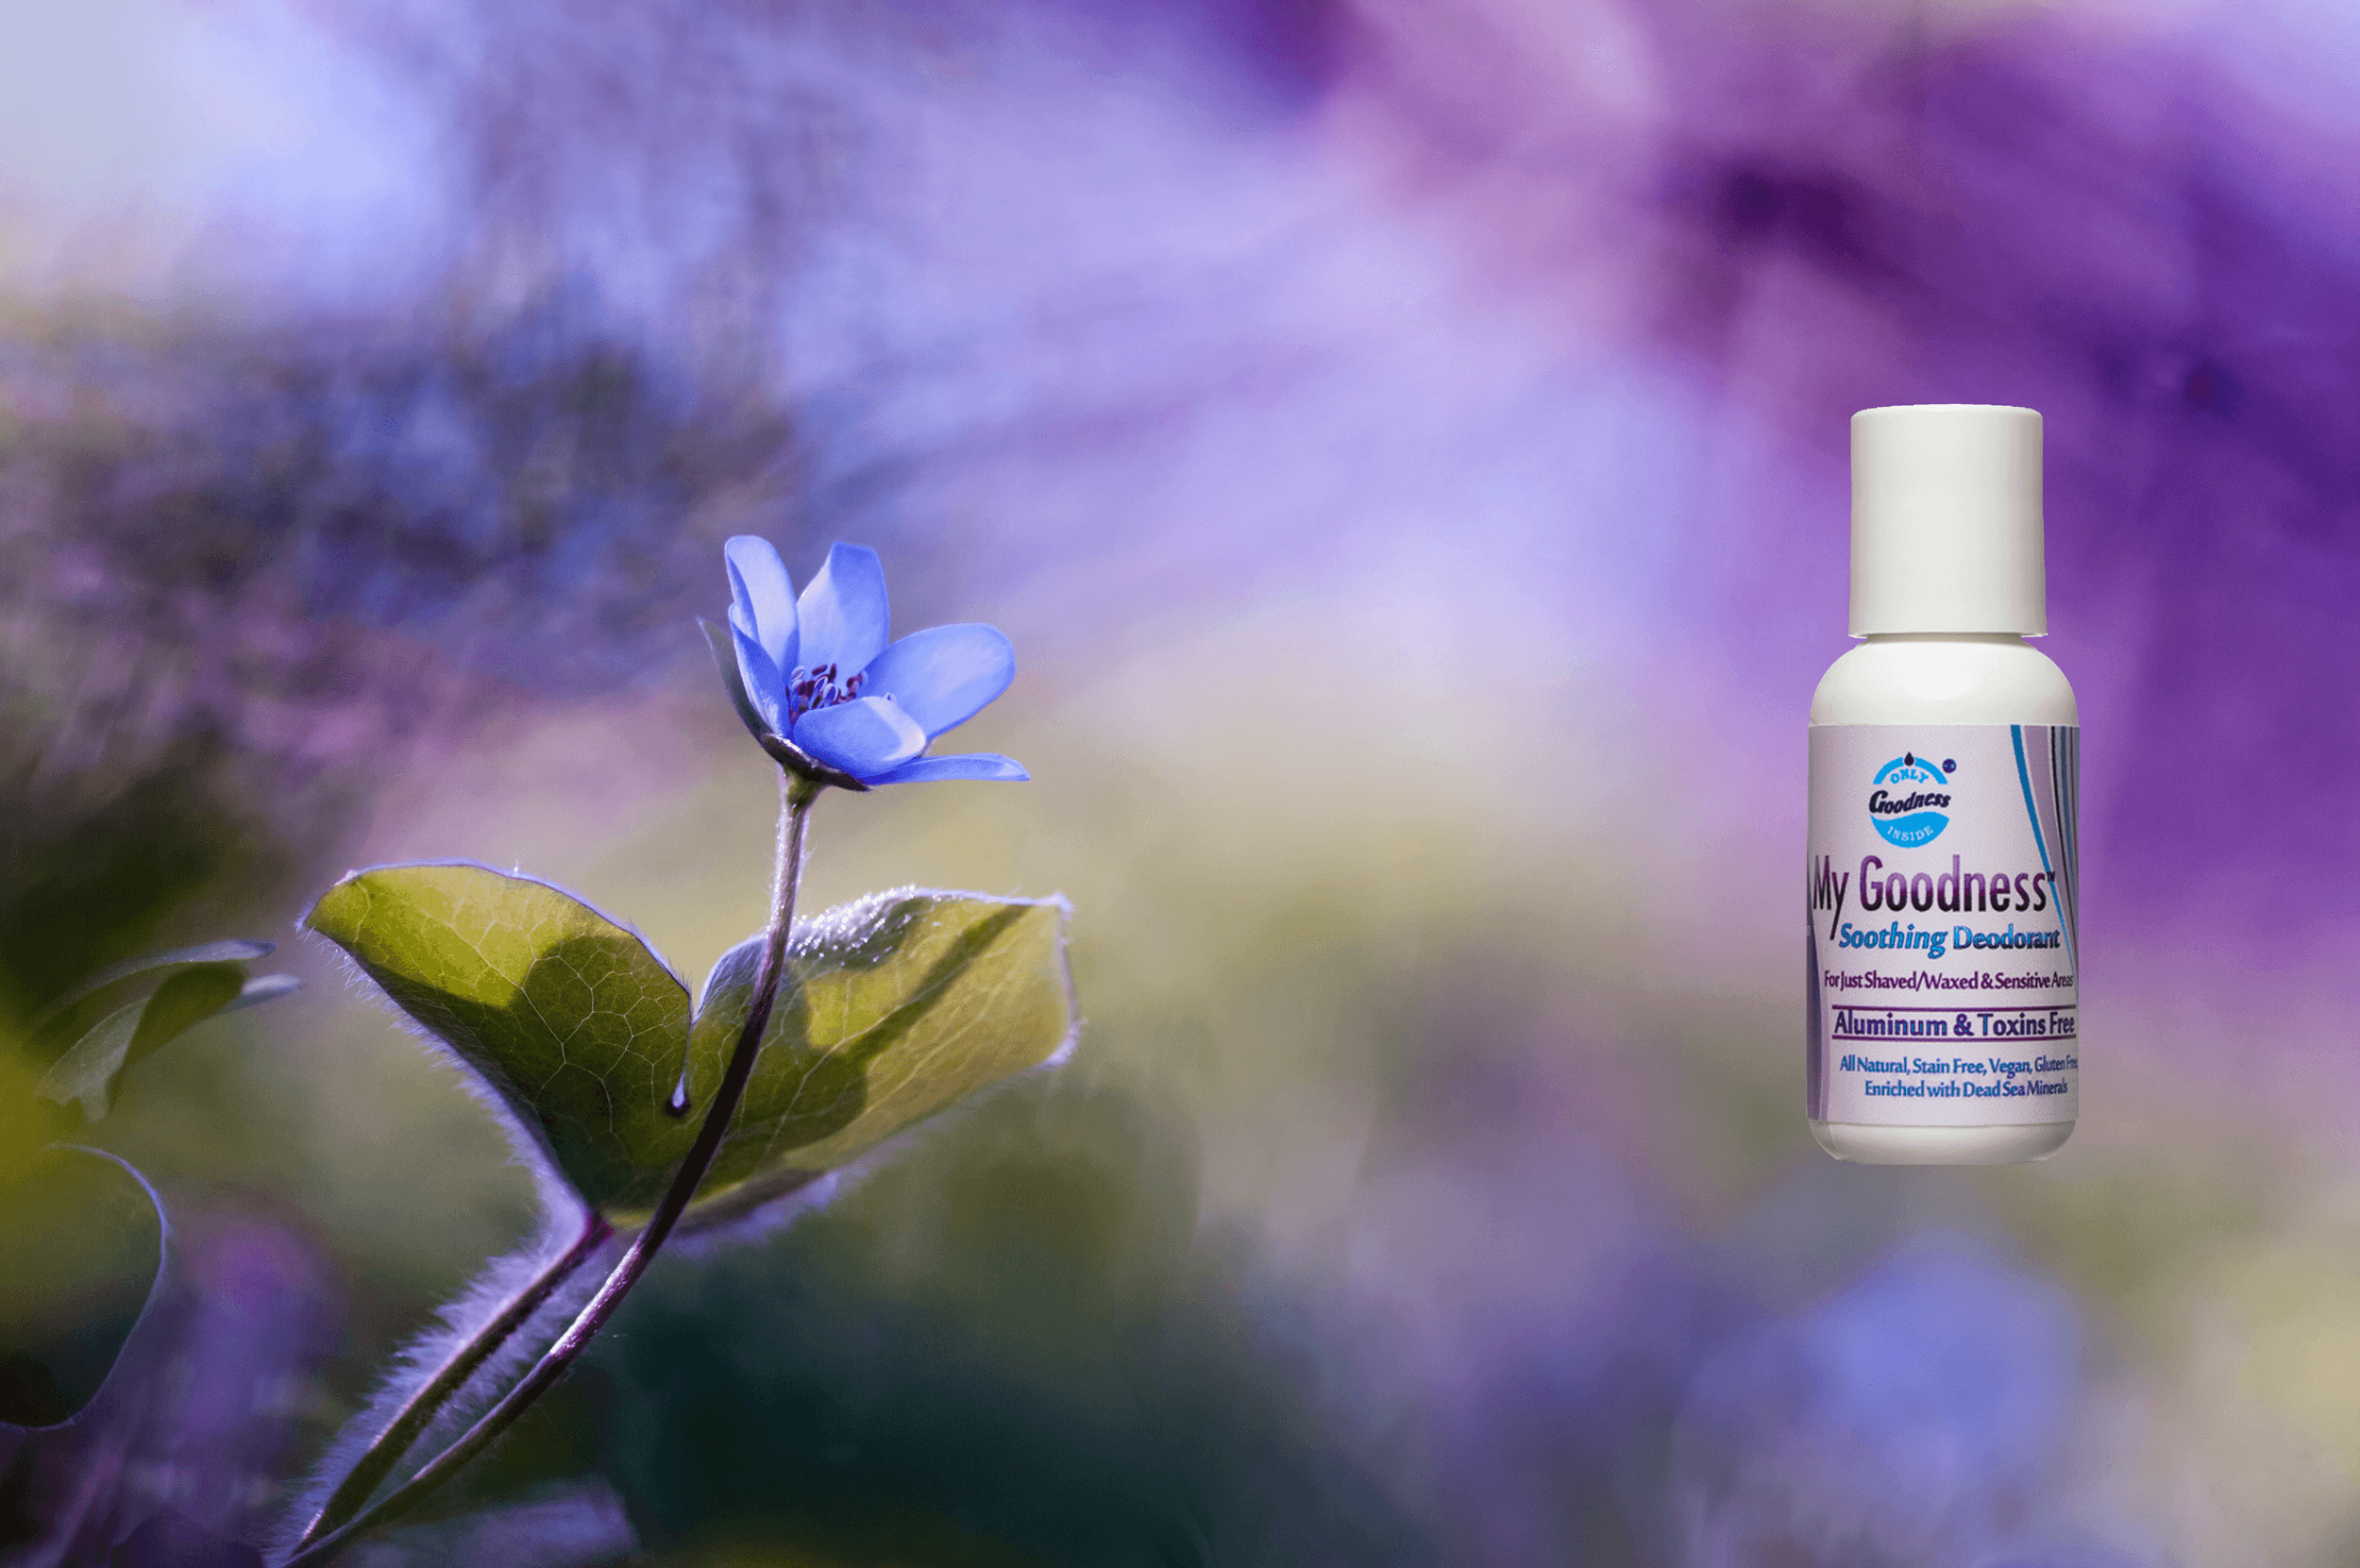 ONLY
Goodness
INSIDE
My Goodness™
Soothing Deodorant
For Just Shaved/Waxed & Sensitive Areas
Aluminum & Toxins Free
All Natural, Stain Free, Vegan, Gluten Free,
Enriched with Dead Sea Minerals